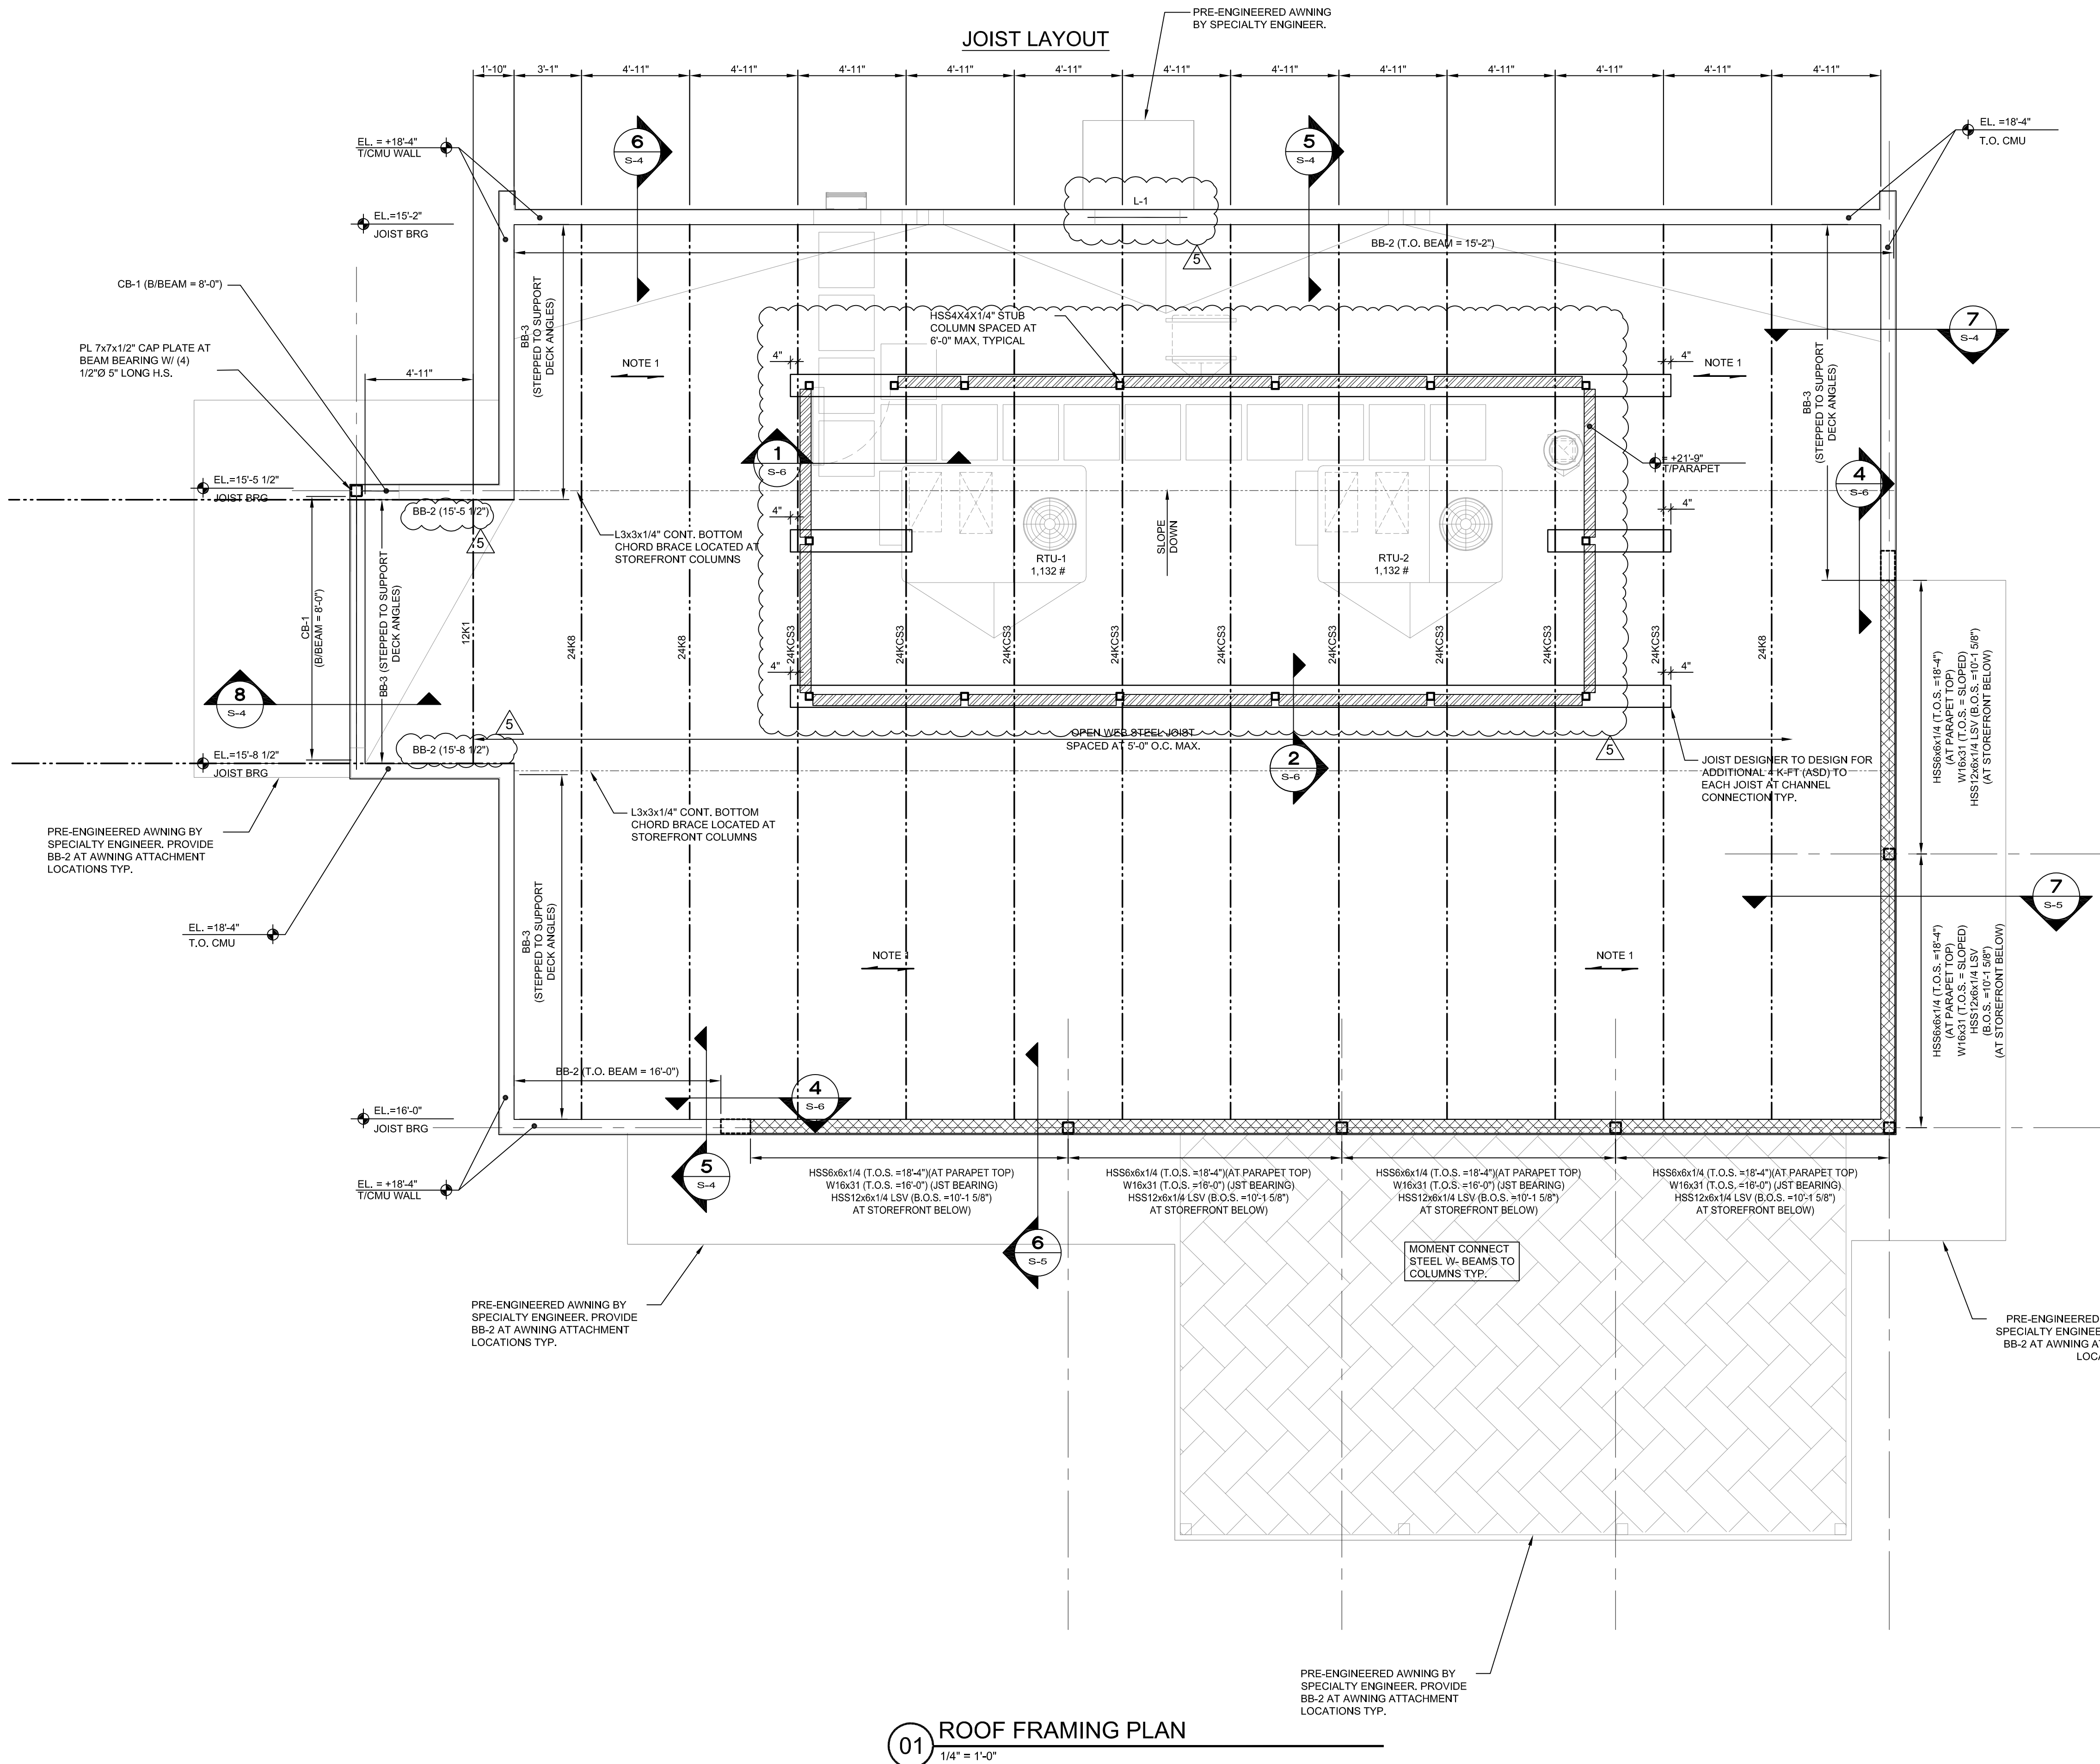 PRE-ENGINEERED AWNING
BY SPECIALTY ENGINEER.
JOIST LAYOUT
1'-10"
3'-1"
4'-11"
4'-11"
4'-11"
4'-11"
4'-11"
4'-11"
4'-11"
4'-11"
4'-11"
4'-11"
4'-11"
4'-11"
EL. = +18'-4"
T/CMU WALL
6
S-4
5
S-4
EL. =18'-4"
T.O. CMU
L-1
EL.=15'-2"
JOIST BRG
BB-2 (T.O. BEAM = 15'-2")
5
CB-1 (B/BEAM = 8'-0")
BB-3
(STEPPED TO SUPPORT
DECK ANGLES)
HSS4X4X1/4" STUB
COLUMN SPACED AT
6'-0" MAX, TYPICAL
7
S-4
PL 7x7x1/2" CAP PLATE AT
BEAM BEARING W/ (4)
1/2"Ø 5" LONG H.S.
4'-11"
NOTE 1
4"
4"
NOTE 1
BB-3
(STEPPED TO SUPPORT
DECK ANGLES)
1
S-6
= +21'-9"
T/PARAPET
4
S-6
EL.=15'-5 1/2"
JOIST BRG
BB-2 (15'-5 1/2")
5
4"
4"
L3x3x1/4" CONT. BOTTOM
CHORD BRACE LOCATED AT
STOREFRONT COLUMNS
SLOPE
DOWN
RTU-1
1,132 #
RTU-2
1,132 #
CB-1
(B/BEAM = 8'-0")
BB-3 (STEPPED TO SUPPORT
DECK ANGLES)
12K1
24K8
24K8
24KCS3
24KCS3
24KCS3
24KCS3
24KCS3
24KCS3
24KCS3
24KCS3
24KCS3
24K8
4"
4"
8
S-4
HSS6x6x1/4 (T.O.S. =18'-4")
(AT PARAPET TOP)
W16x31 (T.O.S. = SLOPED)
HSS12x6x1/4 LSV (B.O.S. =10'-1 5/8")
(AT STOREFRONT BELOW)
5
BB-2 (15'-8 1/2")
EL.=15'-8 1/2"
JOIST BRG
OPEN WEB STEEL JOIST
SPACED AT 5'-0" O.C. MAX.
5
2
S-6
JOIST DESIGNER TO DESIGN FOR
ADDITIONAL 4 K-FT (ASD) TO
EACH JOIST AT CHANNEL
CONNECTION TYP.
L3x3x1/4" CONT. BOTTOM
CHORD BRACE LOCATED AT
STOREFRONT COLUMNS
PRE-ENGINEERED AWNING BY
SPECIALTY ENGINEER. PROVIDE
BB-2 AT AWNING ATTACHMENT
LOCATIONS TYP.
7
S-5
EL. =18'-4"
T.O. CMU
BB-3
(STEPPED TO SUPPORT
DECK ANGLES)
NOTE 1
NOTE 1
HSS6x6x1/4 (T.O.S. =18'-4")
(AT PARAPET TOP)
W16x31 (T.O.S. = SLOPED)
HSS12x6x1/4 LSV
(B.O.S. =10'-1 5/8")
(AT STOREFRONT BELOW)
BB-2 (T.O. BEAM = 16'-0")
4
S-6
EL.=16'-0"
JOIST BRG
5
S-4
EL. = +18'-4"
T/CMU WALL
HSS6x6x1/4 (T.O.S. =18'-4")(AT PARAPET TOP)
W16x31 (T.O.S. =16'-0") (JST BEARING)
HSS12x6x1/4 LSV (B.O.S. =10'-1 5/8")
AT STOREFRONT BELOW)
HSS6x6x1/4 (T.O.S. =18'-4")(AT PARAPET TOP)
W16x31 (T.O.S. =16'-0") (JST BEARING)
HSS12x6x1/4 LSV (B.O.S. =10'-1 5/8")
AT STOREFRONT BELOW)
HSS6x6x1/4 (T.O.S. =18'-4")(AT PARAPET TOP)
W16x31 (T.O.S. =16'-0") (JST BEARING)
HSS12x6x1/4 LSV (B.O.S. =10'-1 5/8")
AT STOREFRONT BELOW)
HSS6x6x1/4 (T.O.S. =18'-4")(AT PARAPET TOP)
W16x31 (T.O.S. =16'-0") (JST BEARING)
HSS12x6x1/4 LSV (B.O.S. =10'-1 5/8")
AT STOREFRONT BELOW)
6
S-5
MOMENT CONNECT
STEEL W- BEAMS TO
COLUMNS TYP.
PRE-ENGINEERED AWNING BY
SPECIALTY ENGINEER. PROVIDE
BB-2 AT AWNING ATTACHMENT
LOCATIONS TYP.
PRE-ENGINEERED
SPECIALTY ENGINEE
BB-2 AT AWNING A
LOC
PRE-ENGINEERED AWNING BY
SPECIALTY ENGINEER. PROVIDE
BB-2 AT AWNING ATTACHMENT
LOCATIONS TYP.
01
ROOF FRAMING PLAN
1/4" = 1'-0"